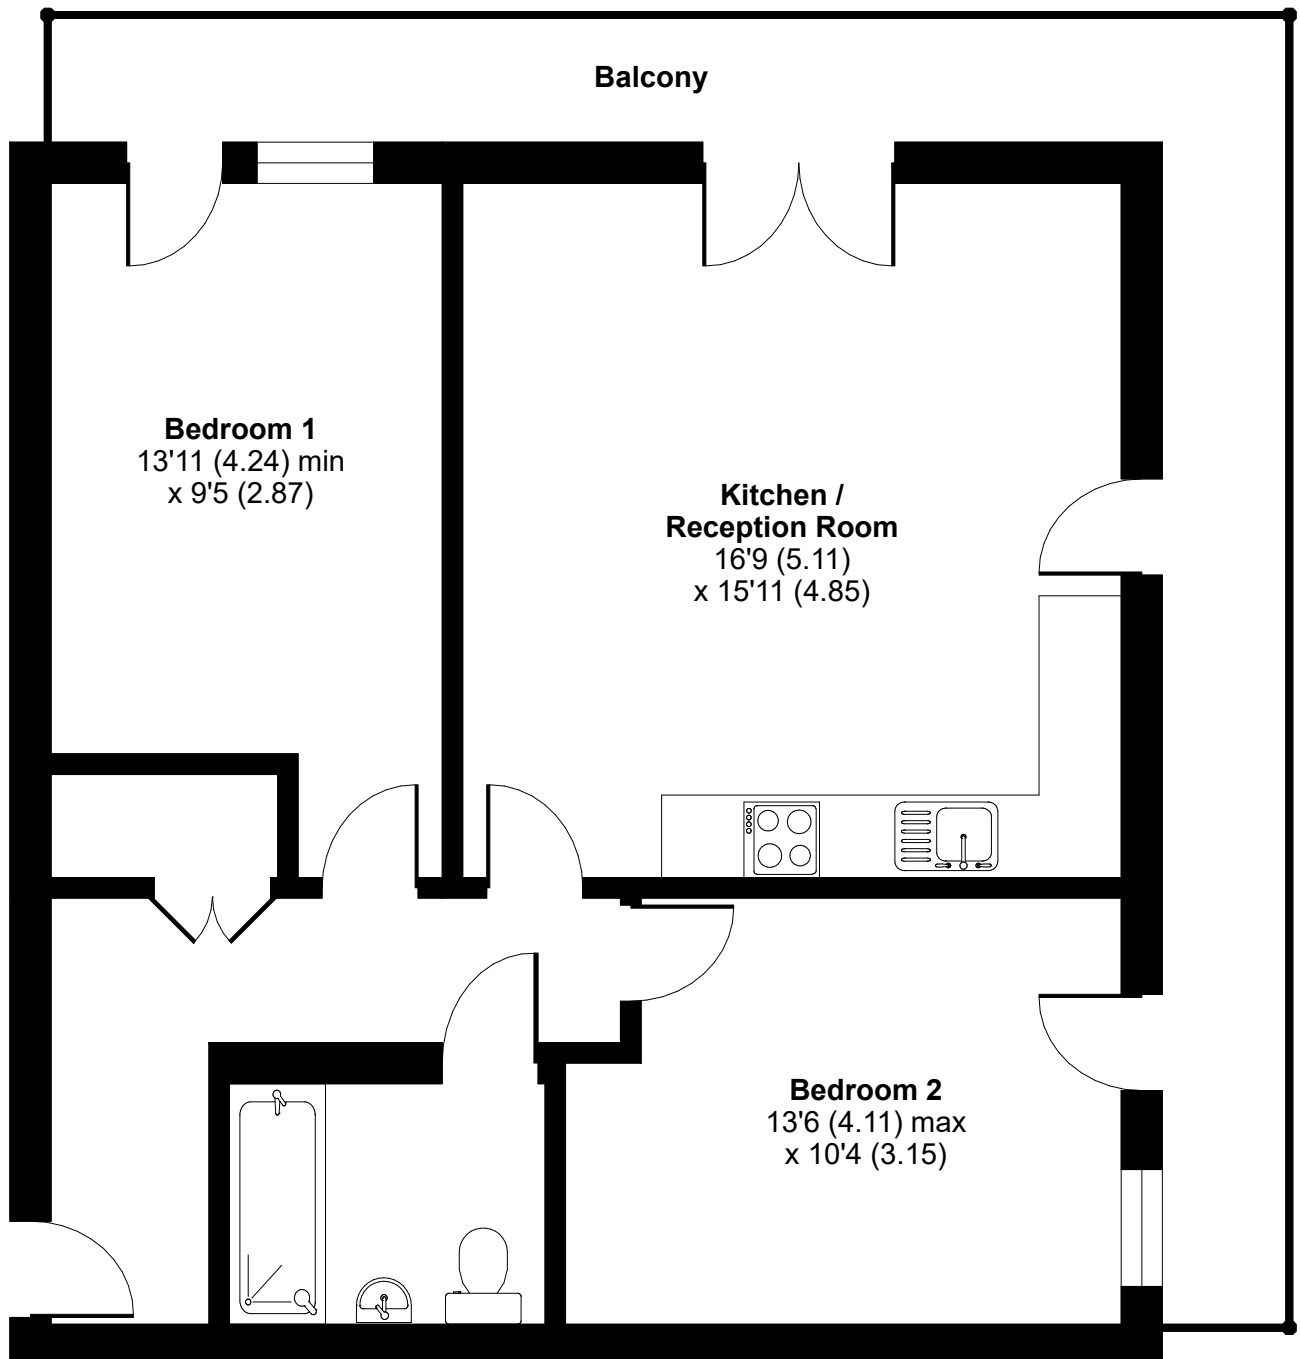 Balcony
Bedroom 1
13'11 (4.24) min
x 9'5 (2.87)
Kitchen /
Reception Room
16'9 (5.11)
x 15'11 (4.85)
Bedroom 2
13'6 (4.11) max
x 10'4 (3.15)